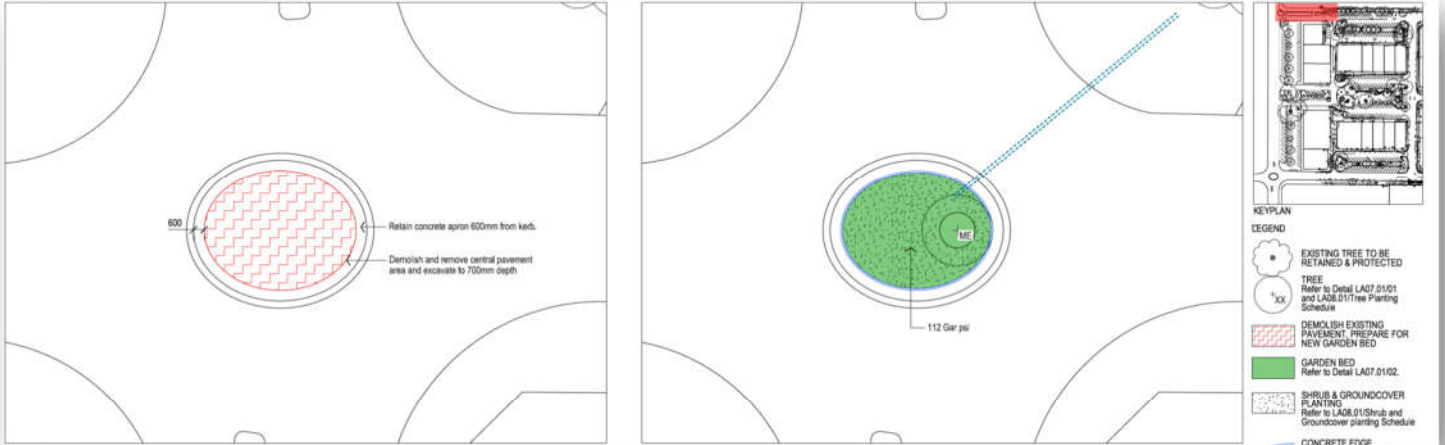 600
Retain concrete apron 600mm from kerb.
Demolish and remove central pavement
area and excavate to 700mm depth
ME
112 Gar psi
KEYPLAN
LEGEND
EXISTING TREE TO BE
RETAINED & PROTECTED
XX
TREE
Refer to Detail LA07.01/01
and LA08.01/Tree Planting
Schedule
DEMOLISH EXISTING
PAVEMENT, PREPARE FOR
NEW GARDEN BED
GARDEN BED
Refer to Detail LA07.01/02.
SHRUB & GROUNDCOVER
PLANTING
Refer to LA08.01/Shrub and
Groundcover planting Schedule
CONCRETE EDGE